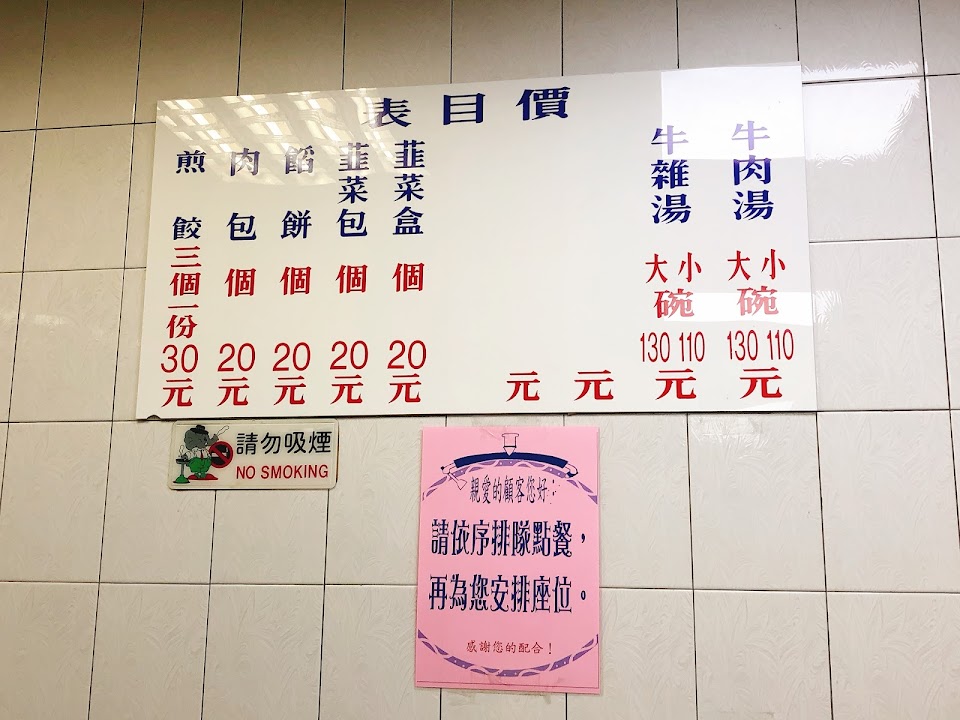 價目表
牛肉湯 大小碗 130 110 元
牛雜湯 大小碗 130 110 元
元
元
韮菜盒 個 20元
韮菜包 個 20元
餡餅 個 20元
肉包 個 20元
煎餃 三個一份 30元
請勿吸煙
NO SMOKING
親愛的顧客您好：
請依序排隊點餐，
再為您安排座位。
感謝您的配合！